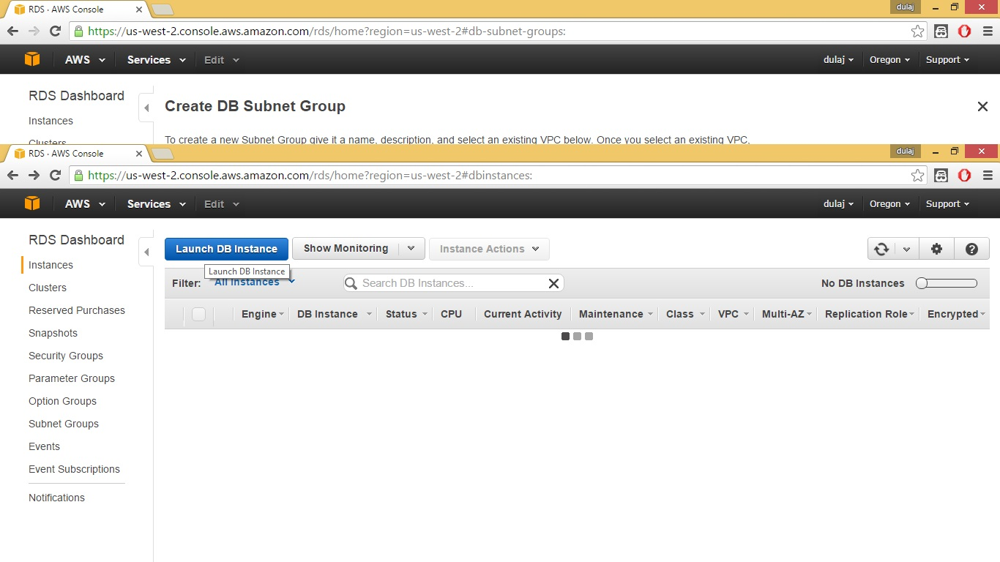 RDS · AWS Console
dulaj
https://us-west-2.console.aws.amazon.com/rds/home?region=us-west-2#db-subnet-groups:
AWS Services Edit dulaj Oregon Support
RDS Dashboard
Instances
Clusters
Create DB Subnet Group
To create a new Subnet Group give it a name, description, and select an existing VPC below. Once you select an existing VPC,
RDS · AWS Console
dulaj
https://us-west-2.console.aws.amazon.com/rds/home?region=us-west-2#dbinstances:
AWS Services Edit dulaj Oregon Support
RDS Dashboard
Instances
Clusters
Reserved Purchases
Snapshots
Security Groups
Parameter Groups
Option Groups
Subnet Groups
Events
Event Subscriptions
Notifications
Launch DB Instance Show Monitoring Instance Actions
Launch DB Instance
Filter: All Instances Search DB Instances... No DB Instances
Engine DB Instance Status CPU Current Activity Maintenance Class VPC Multi-AZ Replication Role Encrypted